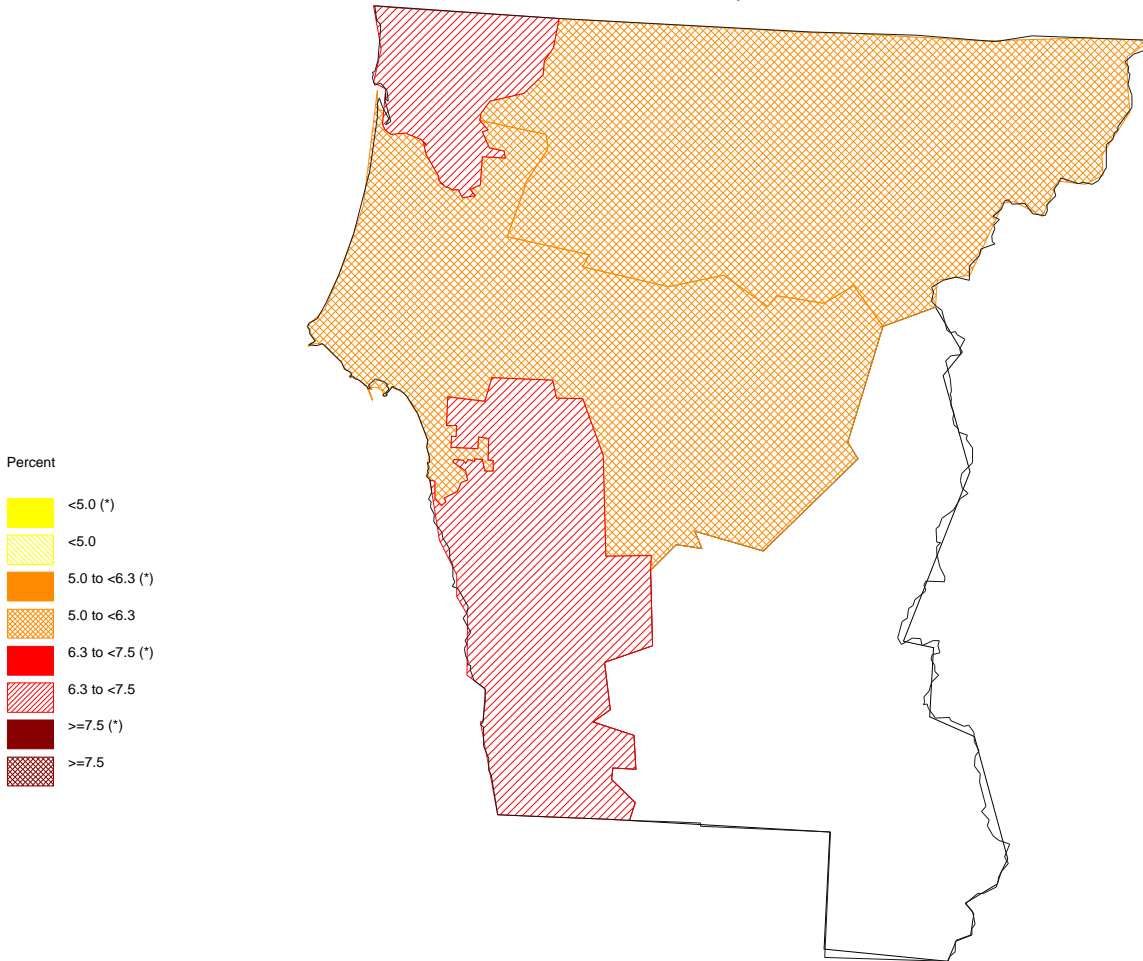 Percent
<5.0 (*)
<5.0
5.0 to <6.3 (*)
5.0 to <6.3
6.3 to <7.5 (*)
6.3 to <7.5
>=7.5 (*)
>=7.5